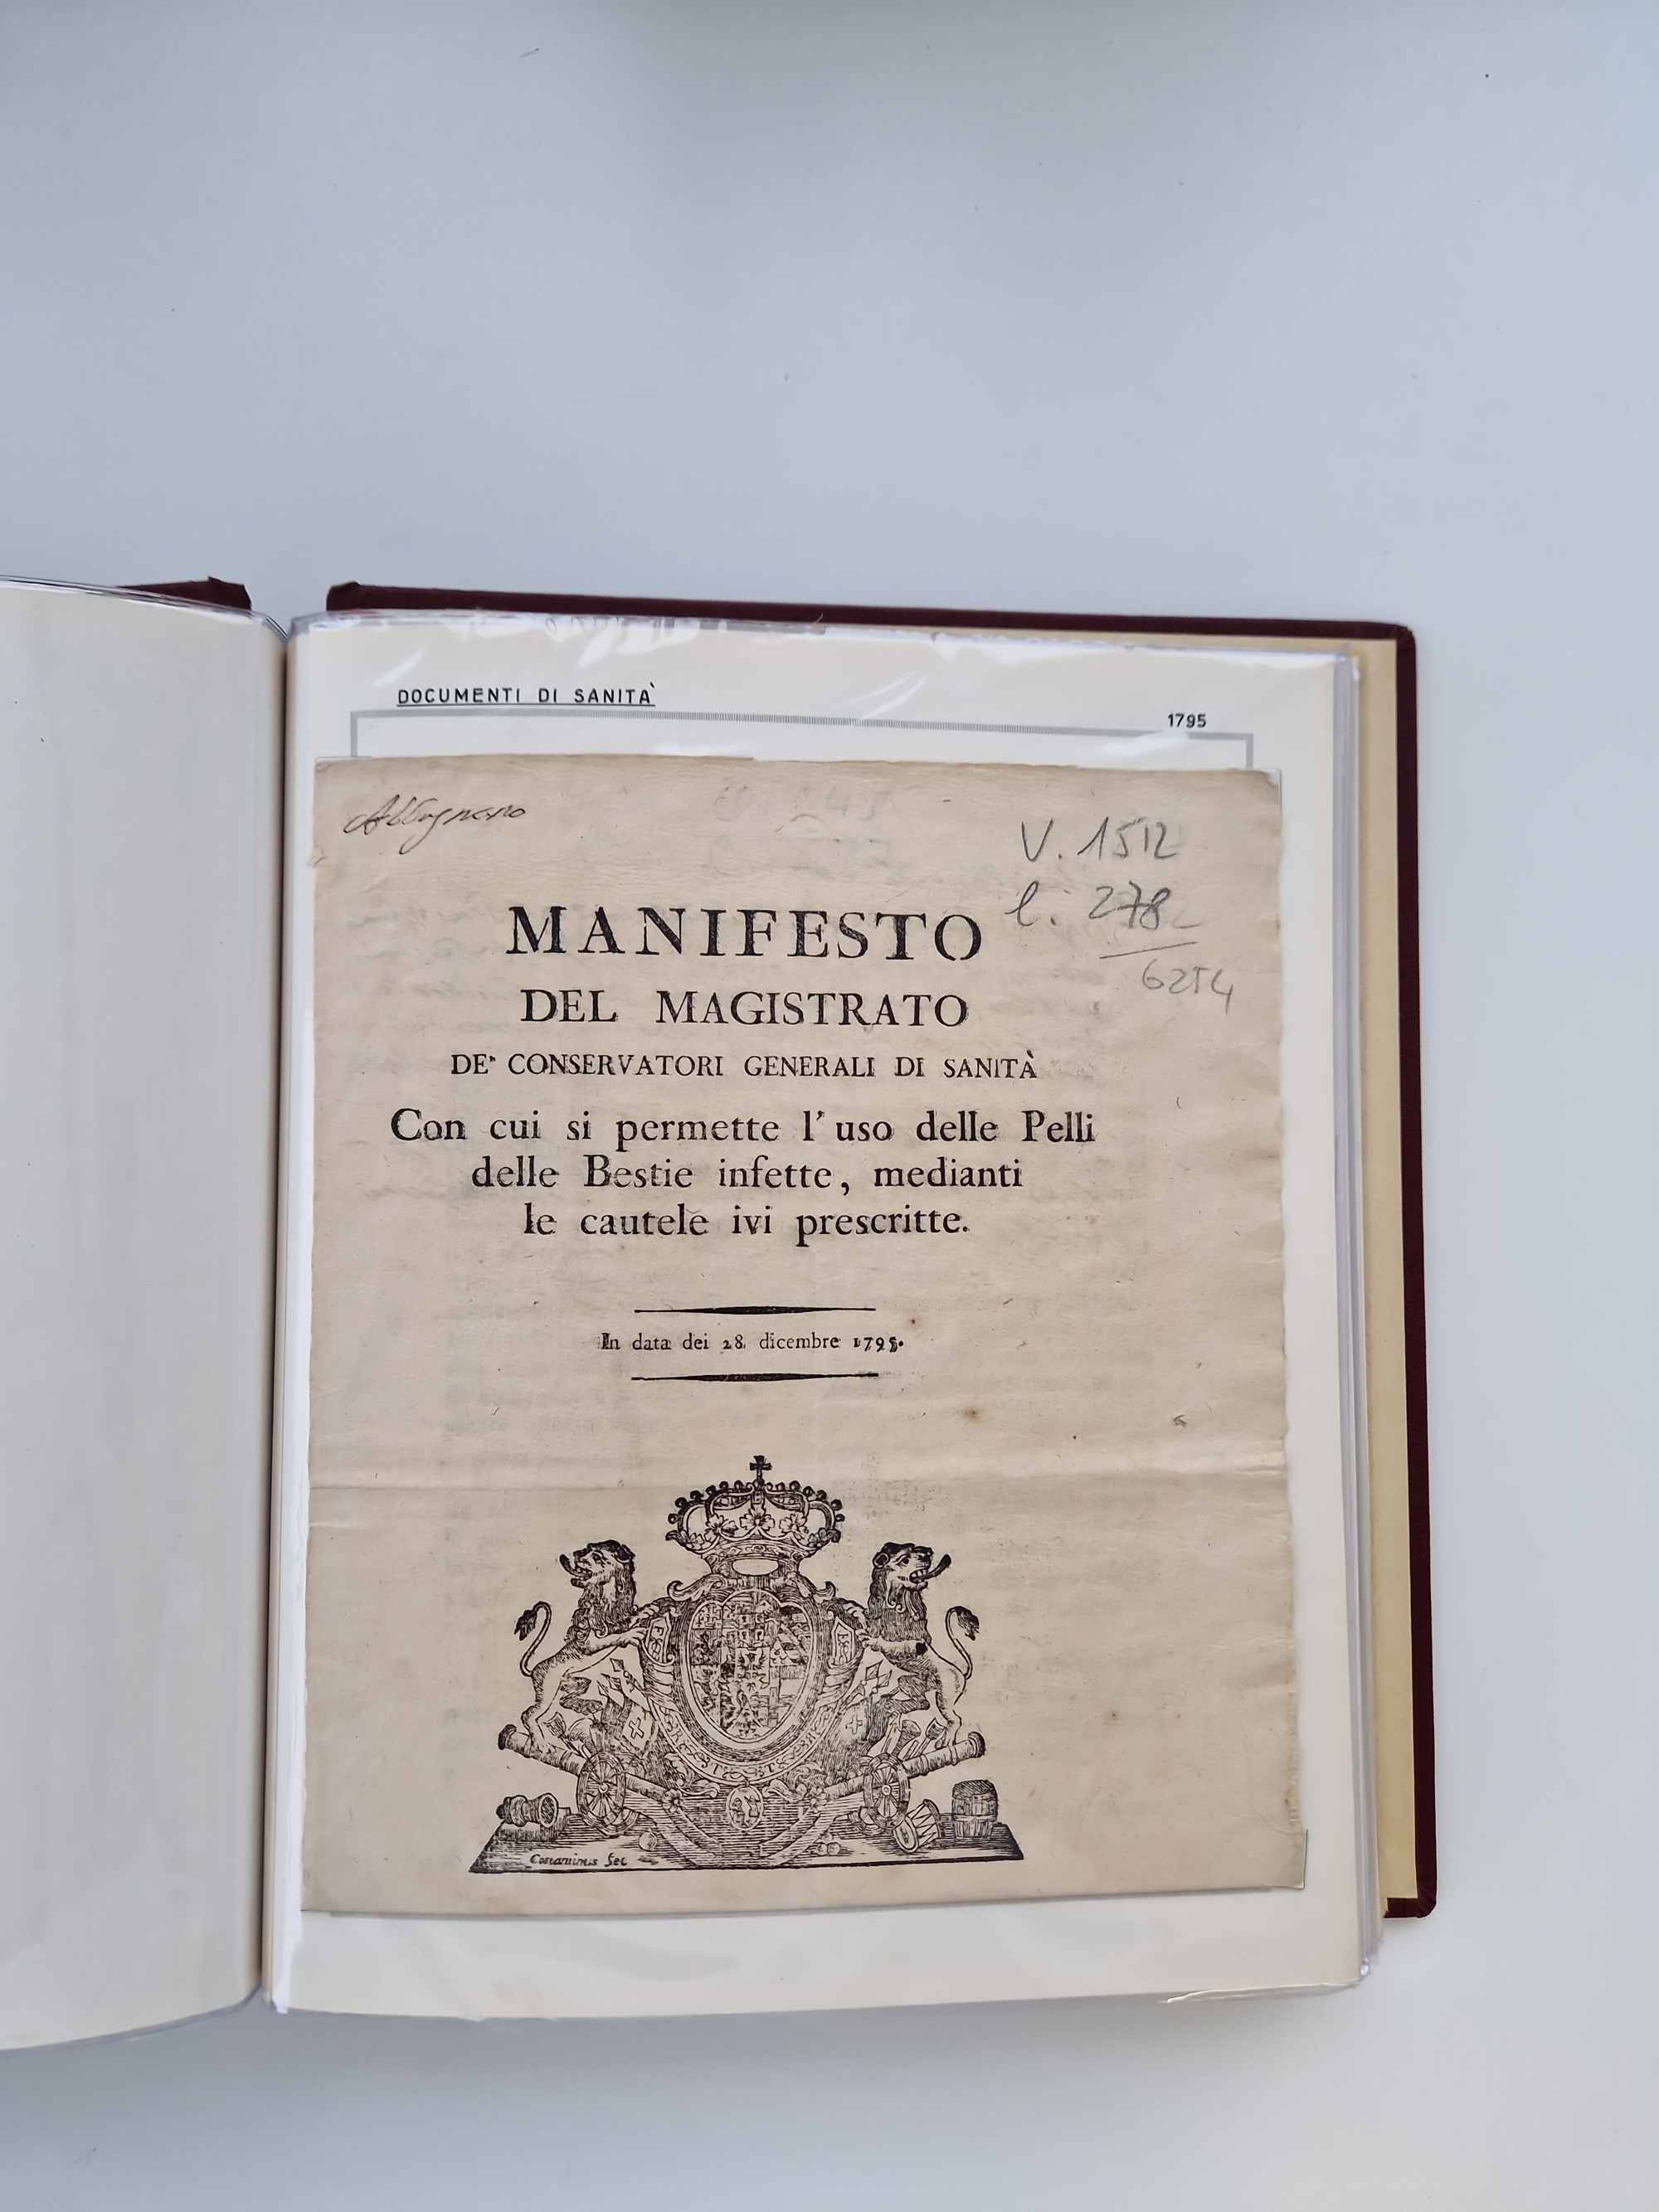 DOCUMENTI DI SANITÀ
1795
Albugnano
V. 1512
l. 278
6254
MANIFESTO
DEL MAGISTRATO
DE' CONSERVATORI GENERALI DI SANITÀ
Con cui si permette l'uso delle Pelli
delle Bestie infette, medianti
le cautele ivi prescritte.
In data dei 28. dicembre 1795.